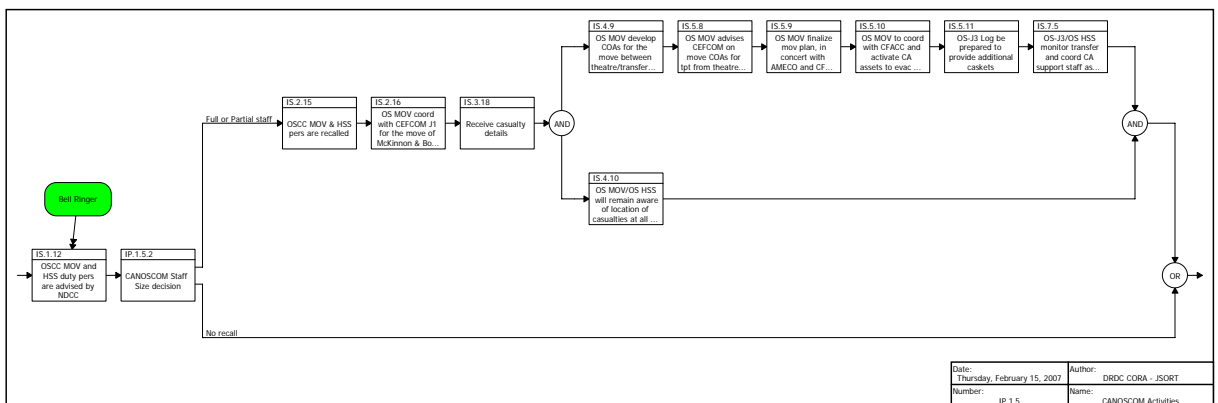 IS.4.9
OS MOV develop
COAs for the
move between
theatre/transfer...
IS.5.8
OS MOV advises
CEFCOM on
move COAs for
tpt from theatre...
IS.5.9
OS MOV finalize
mov plan, in
concert with
AMECO and CF...
IS.5.10
OS MOV to coord
with CFACC and
activate CA
assets to evac ...
IS.5.11
OS-J3 Log be
prepared to
provide additional
caskets
IS.7.5
OS-J3/OS HSS
monitor transfer
and coord CA
support staff as...
Full or Partial staff
IS.2.15
OSCC MOV & HSS
pers are recalled
IS.2.16
OS MOV coord
with CEFCOM J1
for the move of
McKinnon & Bo...
IS.3.18
Receive casualty
details
AND
AND
IS.4.10
OS MOV/OS HSS
will remain aware
of location of
casualties at all ...
Bell Ringer
IS.1.12
OSCC MOV and
HSS duty pers
are advised by
NDCC
IP.1.5.2
CANOSCOM Staff
Size decision
OR
No recall
Date:
Thursday, February 15, 2007
Author:
DRDC CORA - JSORT
Number:
IP.1.5
Name:
CANOSCOM Activities